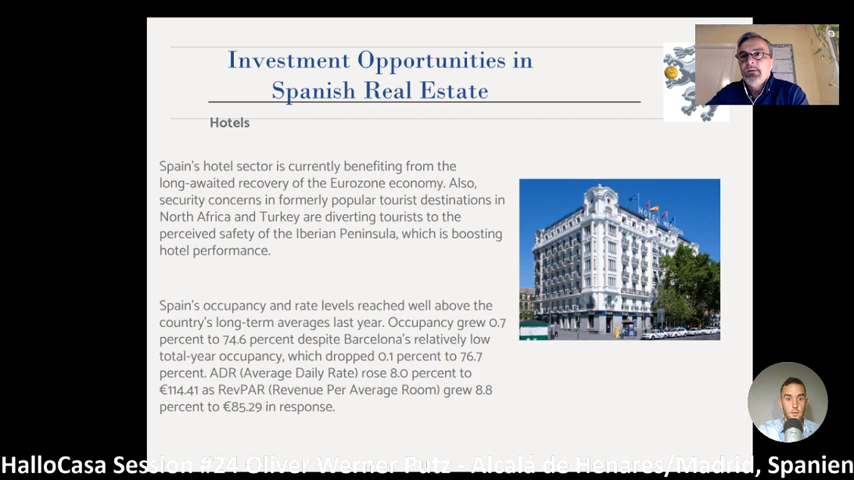 Investment Opportunities in
Spanish Real Estate
Hotels
Spain's hotel sector is currently benefiting from the
long-awaited recovery of the Eurozone economy. Also,
security concerns in formerly popular tourist destinations in
North Africa and Turkey are diverting tourists to the
perceived safety of the Iberian Peninsula, which is boosting
hotel performance.
Spain's occupancy and rate levels reached well above the
country's long-term averages last year. Occupancy grew 0.7
percent to 74.6 percent despite Barcelona's relatively low
total-year occupancy, which dropped 0.1 percent to 76.7
percent. ADR (Average Daily Rate) rose 8.0 percent to
€114.41 as RevPAR (Revenue Per Average Room) grew 8.8
percent to €85.29 in response.
HOTEL
HalloCasa Session #24 Oliver Werner Putz - Alcalá de Henares/Madrid, Spanien